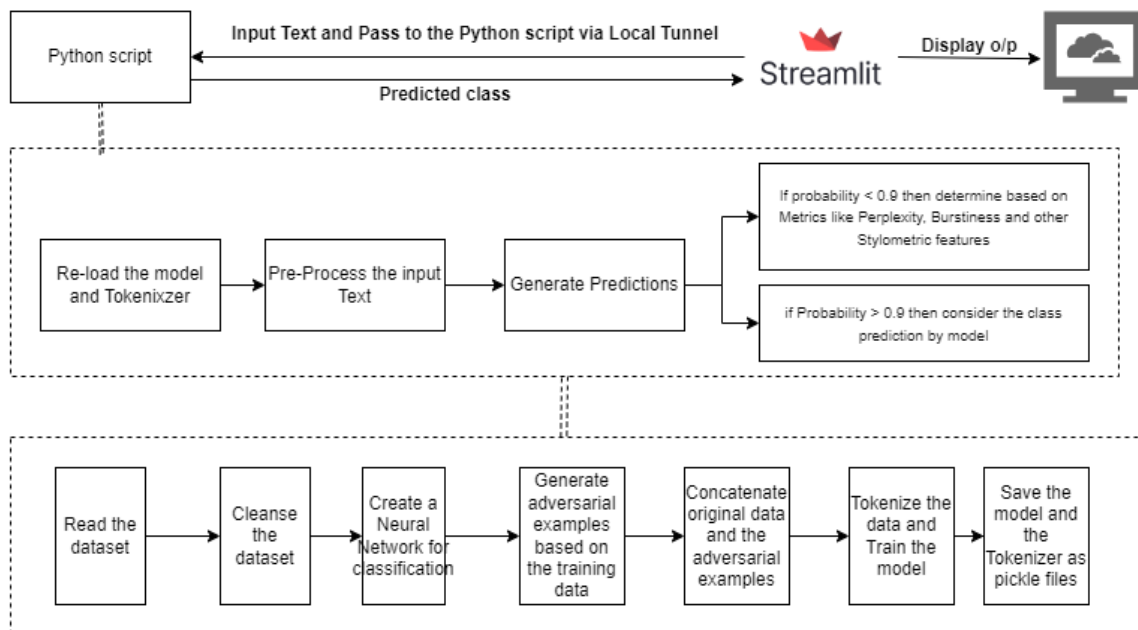 Input Text and Pass to the Python script via Local Tunnel
Python script
Streamlit
Display o/p
Predicted class
If probability < 0.9 then determine based on
Metrics like Perplexity, Burstiness and other
Stylometric features
Re-load the model
and Tokenixzer
Pre-Process the input
Text
Generate Predictions
if Probability > 0.9 then consider the class
prediction by model
Read the
dataset
Cleanse
the
dataset
Create a
Neural
Network for
classification
Generate
adversarial
examples
based on
the training
data
Concatenate
original data
and the
adversarial
examples
Tokenize the
data and
Train the
model
Save the
model and
the
Tokenizer as
pickle files